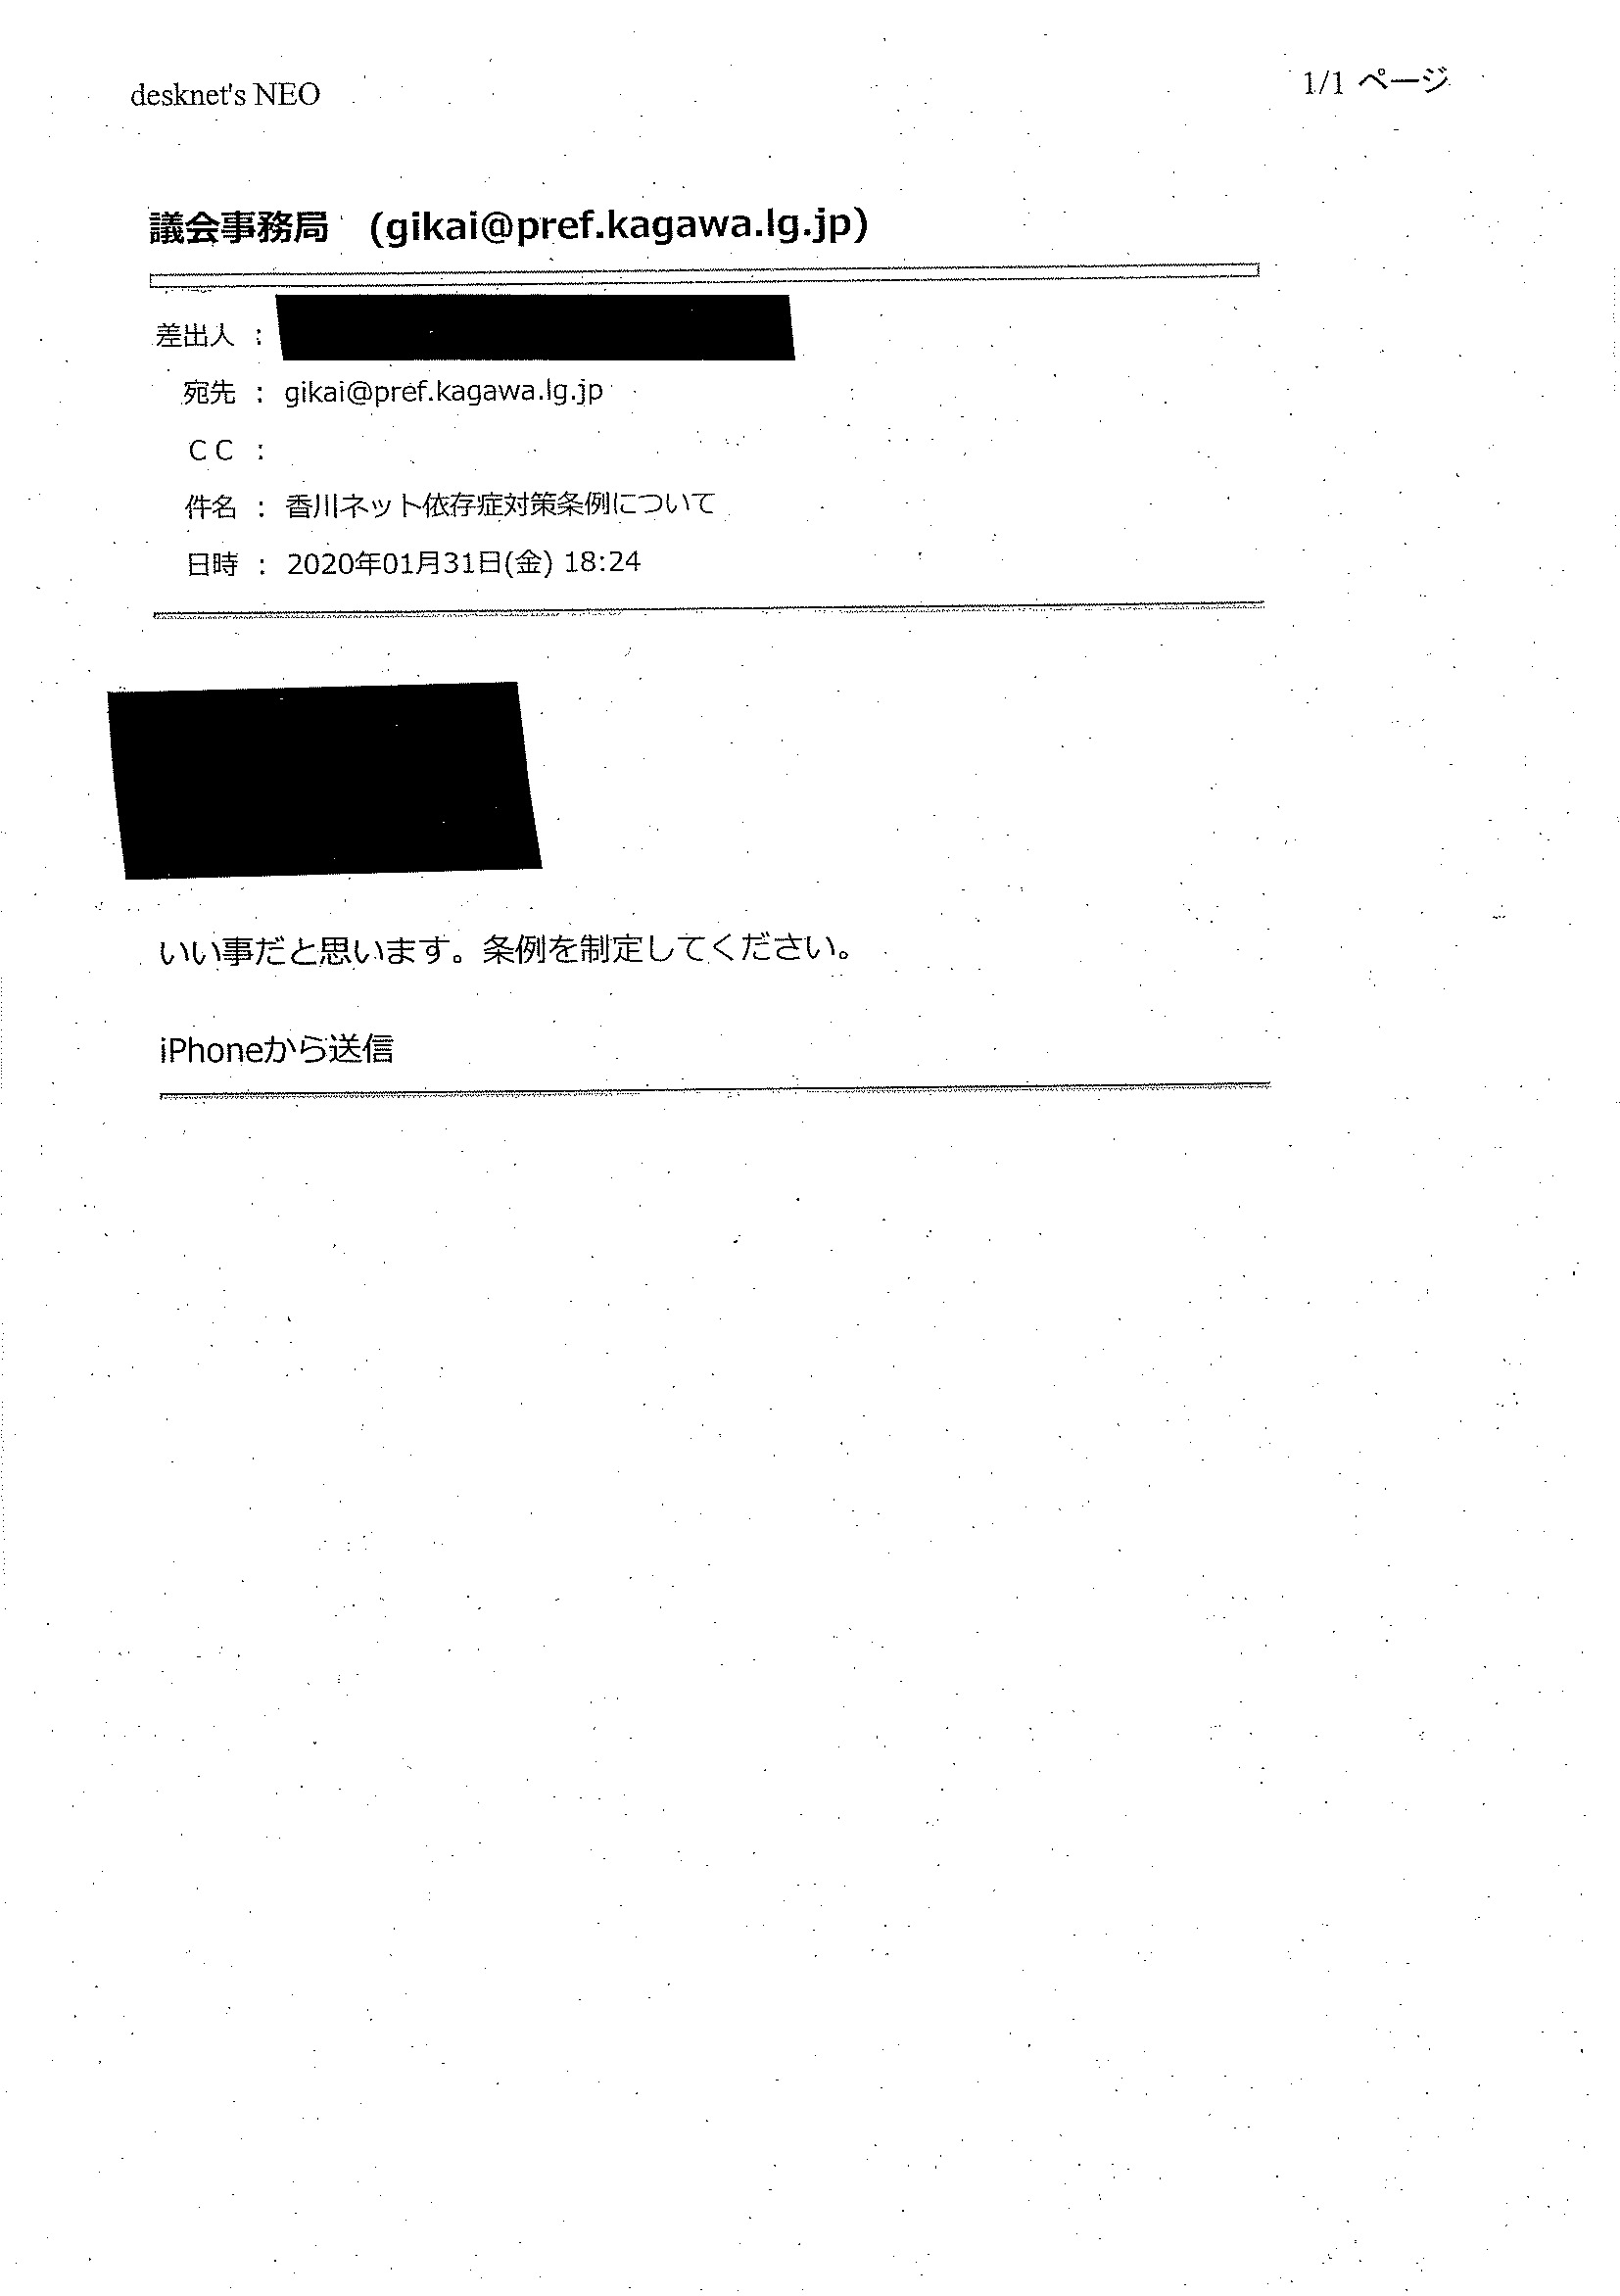 desknet's NEO
1/1 ページ
議会事務局 (gikai@pref.kagawa.lg.jp)
差出人 :
宛先 : gikai@pref.kagawa.lg.jp
CC :
件名 : 香川ネット依存症対策条例について
日時 : 2020年01月31日(金) 18:24
いい事だと思います。条例を制定してください。
iPhoneから送信